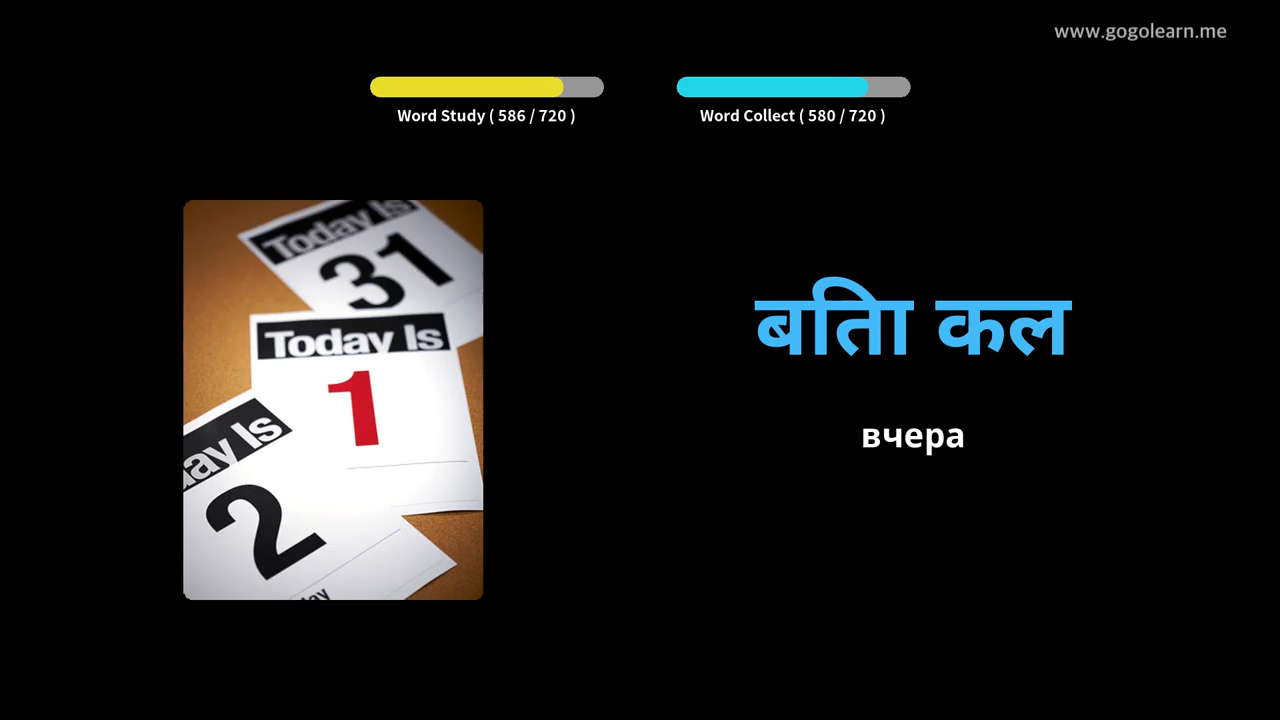 www.gogolearn.me
Word Study ( 586 / 720 )
Word Collect ( 580 / 720 )
Today Is
31
Today Is
1
ay Is
2
बतिा कल
вчера